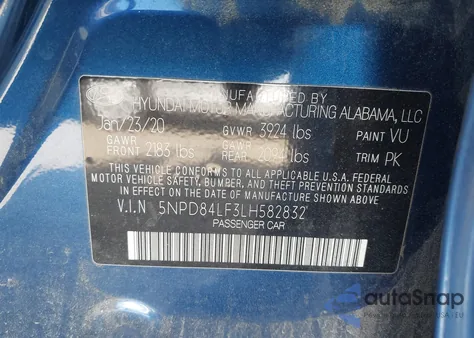 MANUFACTURED BY
HYUNDAI MOTOR MANUFACTURING ALABAMA, LLC
Jan/23/20 GVWR 3924 lbs PAINT VU
GAWR FRONT 2183 lbs GAWR REAR 2094 lbs TRIM PK
THIS VEHICLE CONFORMS TO ALL APPLICABLE U.S.A. FEDERAL
MOTOR VEHICLE SAFETY, BUMPER, AND THEFT PREVENTION STANDARDS
IN EFFECT ON THE DATE OF MANUFACTURE SHOWN ABOVE.
V.I.N 5NPD84LF3LH582832
PASSENGER CAR
autoSnap